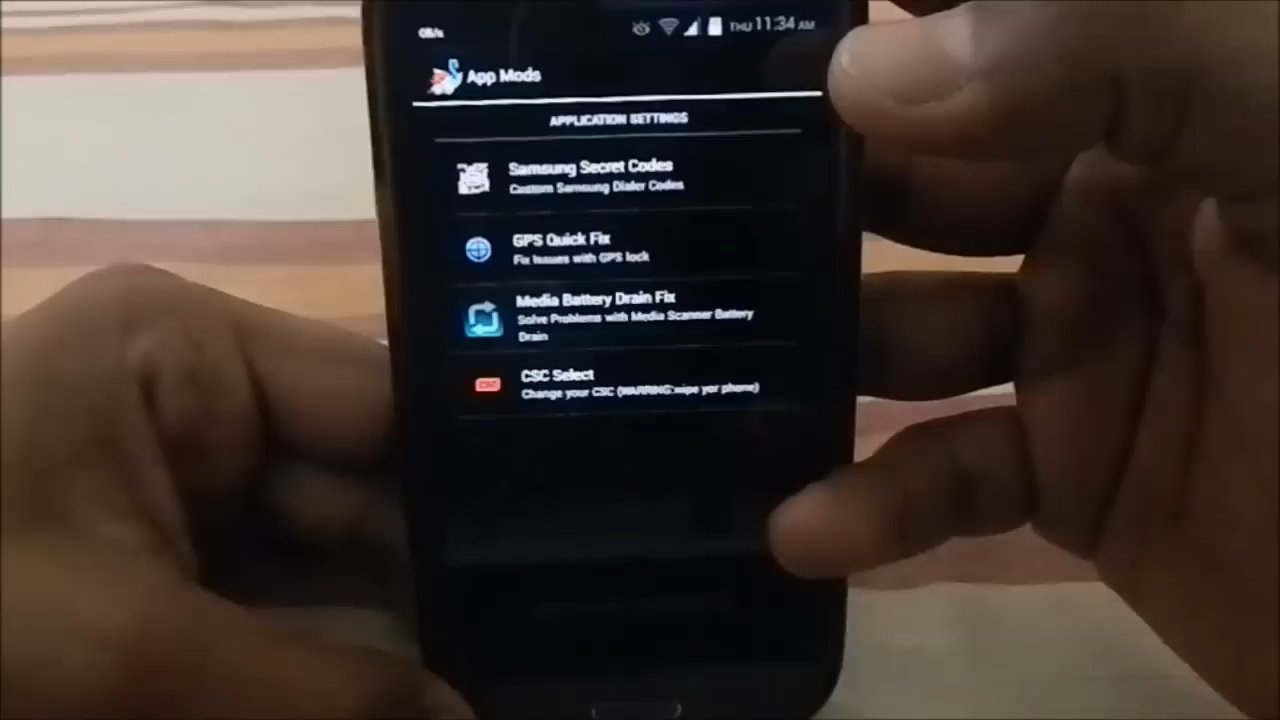 0B/s THU 11:34 AM
App Mods
APPLICATION SETTINGS
Samsung Secret Codes
Custom Samsung Dialer Codes
GPS Quick Fix
Fix Issues with GPS lock
Media Battery Drain Fix
Solve Problems with Media Scanner Battery
Drain
CSC Select
Change your CSC (WARRING:wipe yor phone)